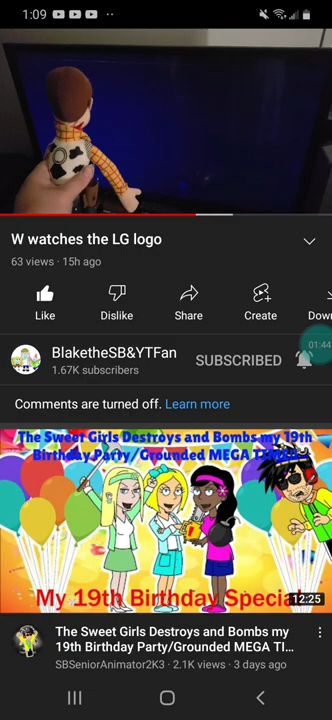 1:09
W watches the LG logo
63 views · 15h ago
Like
Dislike
Share
Create
Down
01:44
BlaketheSB&YTFan
SUBSCRIBED
1.67K subscribers
Comments are turned off. Learn more
The Sweet Girls Destroys and Bombs my 19th
Birthday Party/Grounded MEGA
My 19th Birthday Specia
12:25
The Sweet Girls Destroys and Bombs my
19th Birthday Party/Grounded MEGA TI...
SBSeniorAnimator2K3 · 2.1K views · 3 days ago